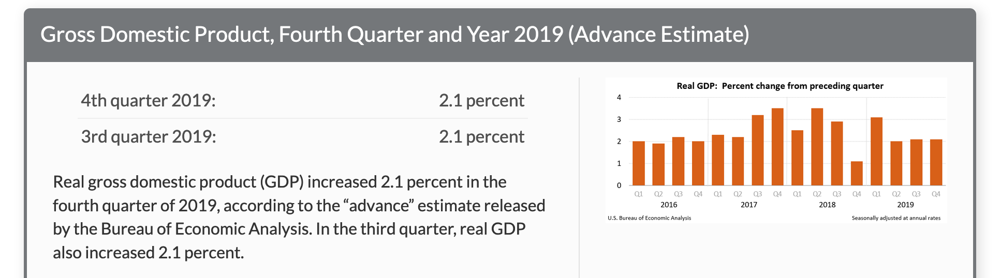 Gross Domestic Product, Fourth Quarter and Year 2019 (Advance Estimate)
4th quarter 2019: 2.1 percent
3rd quarter 2019: 2.1 percent
Real gross domestic product (GDP) increased 2.1 percent in the
fourth quarter of 2019, according to the “advance” estimate released
by the Bureau of Economic Analysis. In the third quarter, real GDP
also increased 2.1 percent.
Real GDP: Percent change from preceding quarter
4
3
2
1
0
Q1 Q2 Q3 Q4 Q1 Q2 Q3 Q4 Q1 Q2 Q3 Q4 Q1 Q2 Q3 Q4
2016 2017 2018 2019
U.S. Bureau of Economic Analysis Seasonally adjusted at annual rates